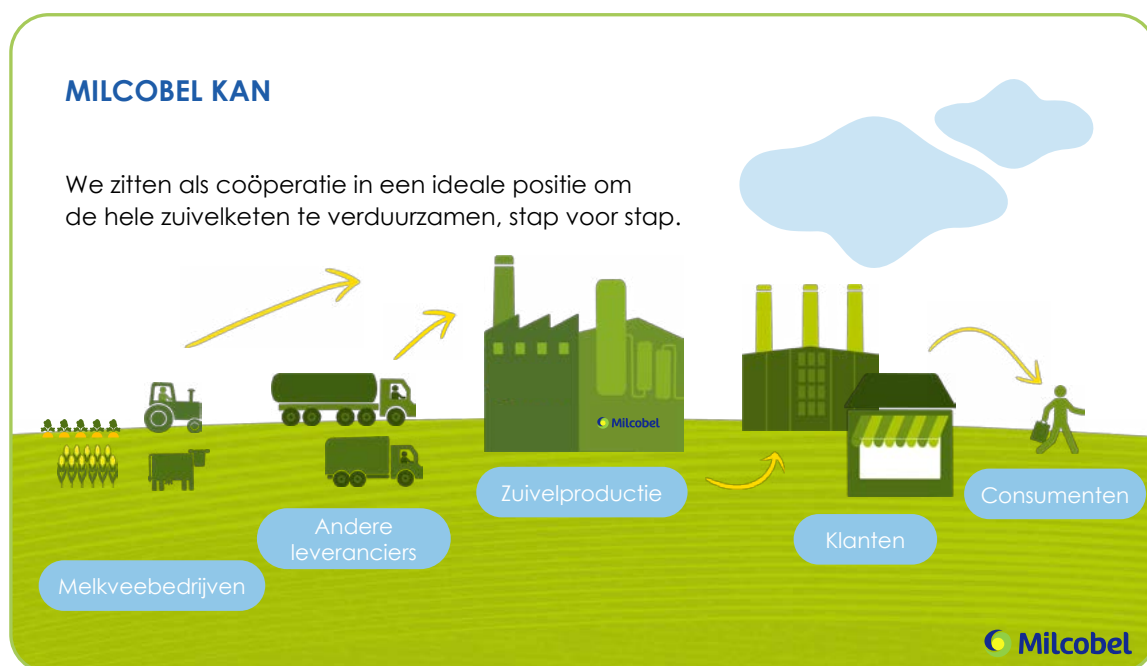 MILCOBEL KAN
We zitten als coöperatie in een ideale positie om
de hele zuivelketen te verduurzamen, stap voor stap.
Milcobel
Zuivelproductie
Consumenten
Andere
leveranciers
Klanten
Melkveebedrijven
Milcobel